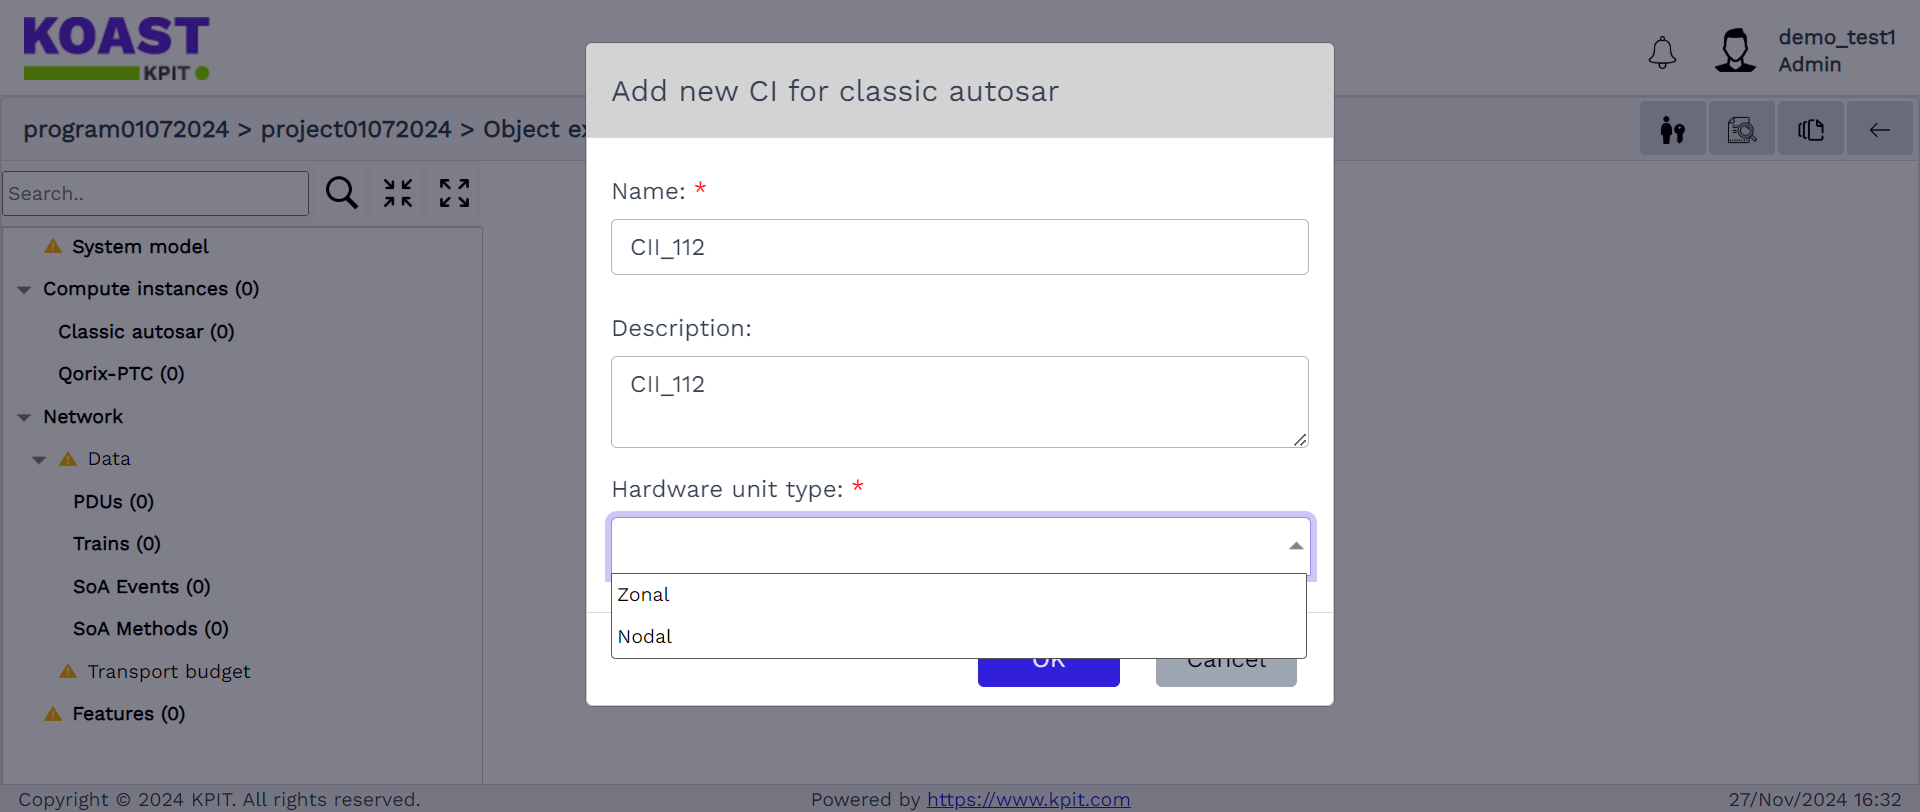 KOAST
KPIT
demo_test1
Admin
program01072024 > project01072024 > Object
Search..
System model
Compute instances (0)
Classic autosar (0)
Qorix-PTC (0)
Network
Data
PDUs (0)
Trains (0)
SoA Events (0)
SoA Methods (0)
Transport budget
Features (0)
Add new CI for classic autosar
Name: *
CII_112
Description:
CII_112
Hardware unit type: *
Zonal
Nodal
OK
Cancel
Copyright © 2024 KPIT. All rights reserved.
Powered by https://www.kpit.com
27/Nov/2024 16:32